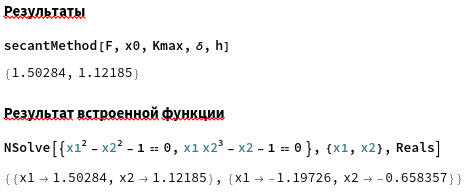 Результаты
secantMethod[F, x0, Kmax, δ, h]
{1.50284, 1.12185}
Результат встроенной функции
NSolve[{x1² - x2² - 1 == 0, x1 x2³ - x2 - 1 == 0}, {x1, x2}, Reals]
{{x1 → 1.50284, x2 → 1.12185}, {x1 → -1.19726, x2 → -0.658357}}